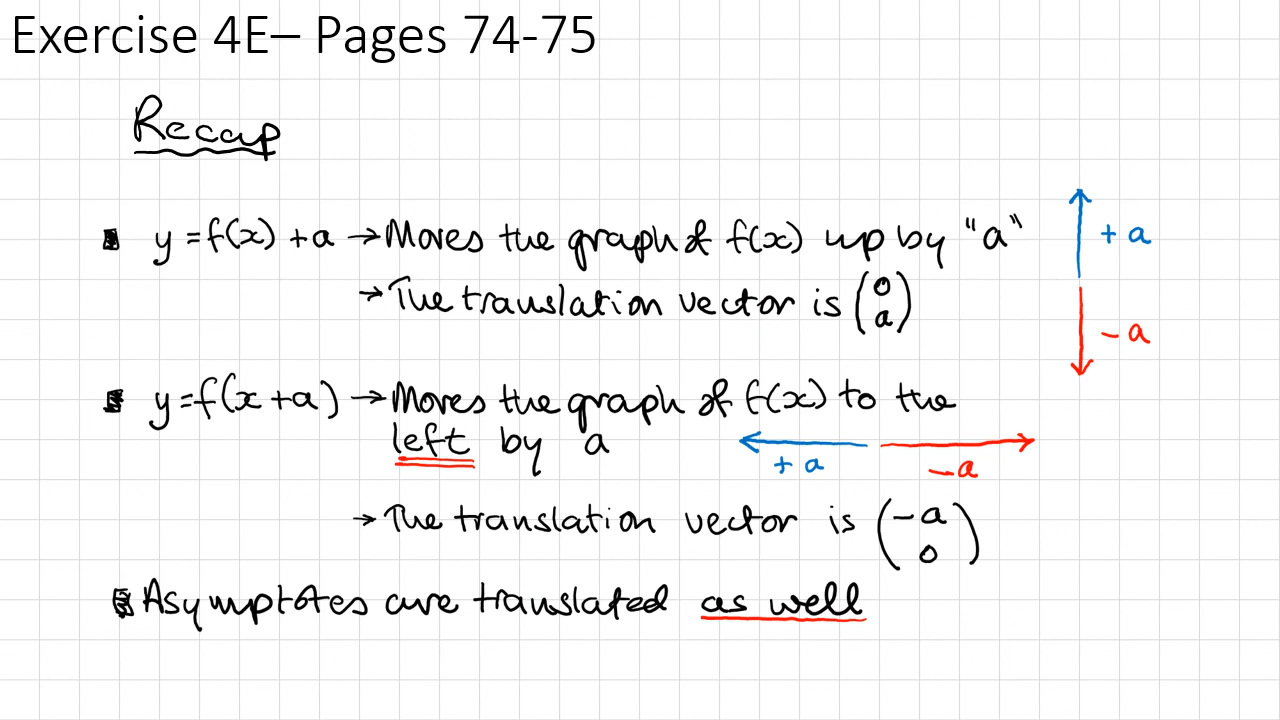 Exercise 4E– Pages 74-75
Recap
y = f(x) + a → Moves the graph of f(x) up by "a"
+ a
→ The translation vector is (0 a)
- a
y = f(x + a) → Moves the graph of f(x) to the
left by a
+ a
- a
→ The translation vector is (-a 0)
Asymptotes are translated as well